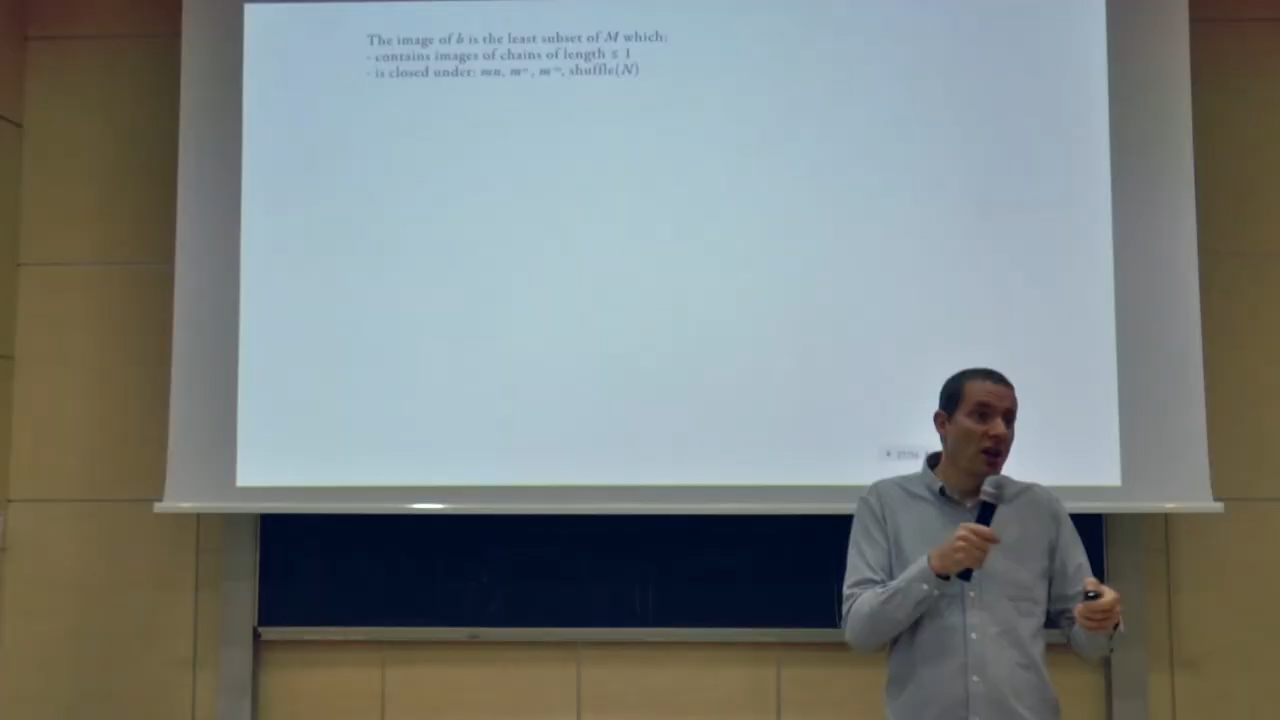 The image of b is the least subset of M which:
- contains images of chains of length ≤ 1
- is closed under: mn, mω, m-ω, shuffle(N)